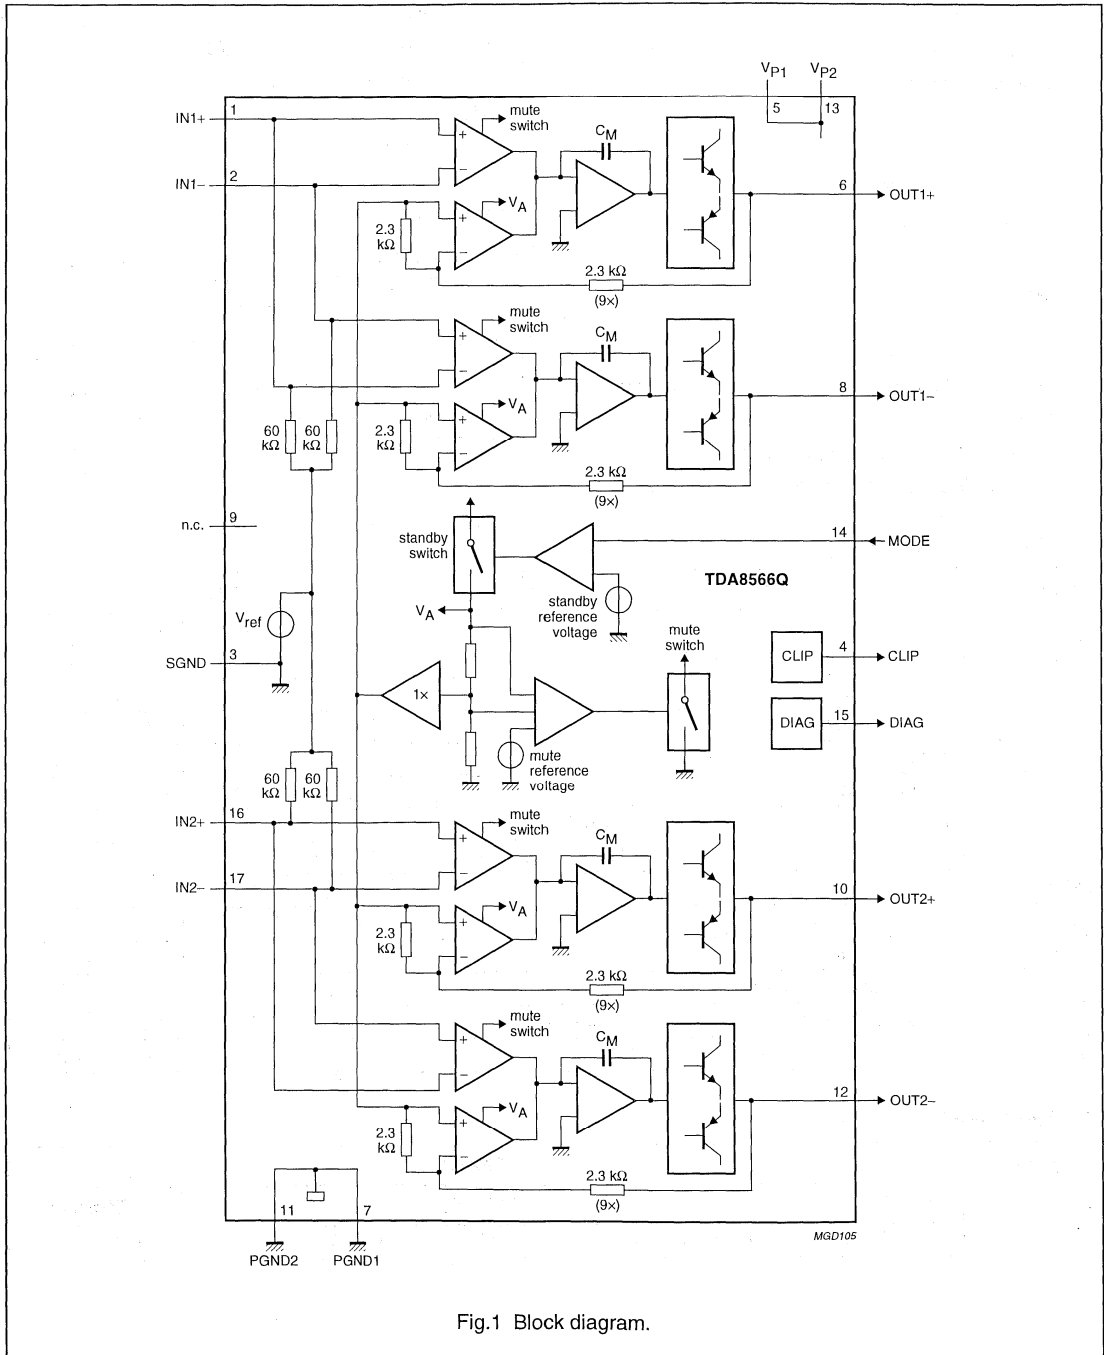 VP1 VP2
5 13
IN1+ 1
mute
switch
+
−
CM
IN1− 2
6 OUT1+
VA
+
−
2.3
kΩ
2.3 kΩ
(9x)
mute
switch
+
−
CM
8 OUT1−
VA
+
−
60
kΩ
60
kΩ
2.3
kΩ
2.3 kΩ
(9x)
n.c. 9
standby
switch
14 MODE
TDA8566Q
standby
reference
voltage
VA
Vref
mute
switch
SGND 3
CLIP 4 CLIP
1x
DIAG 15 DIAG
mute
reference
voltage
60
kΩ
60
kΩ
IN2+ 16
mute
switch
+
−
CM
IN2− 17
10 OUT2+
VA
+
−
2.3
kΩ
2.3 kΩ
(9x)
mute
switch
+
−
CM
12 OUT2−
VA
+
−
2.3
kΩ
2.3 kΩ
(9x)
11 7
PGND2 PGND1
MGD105
Fig.1 Block diagram.